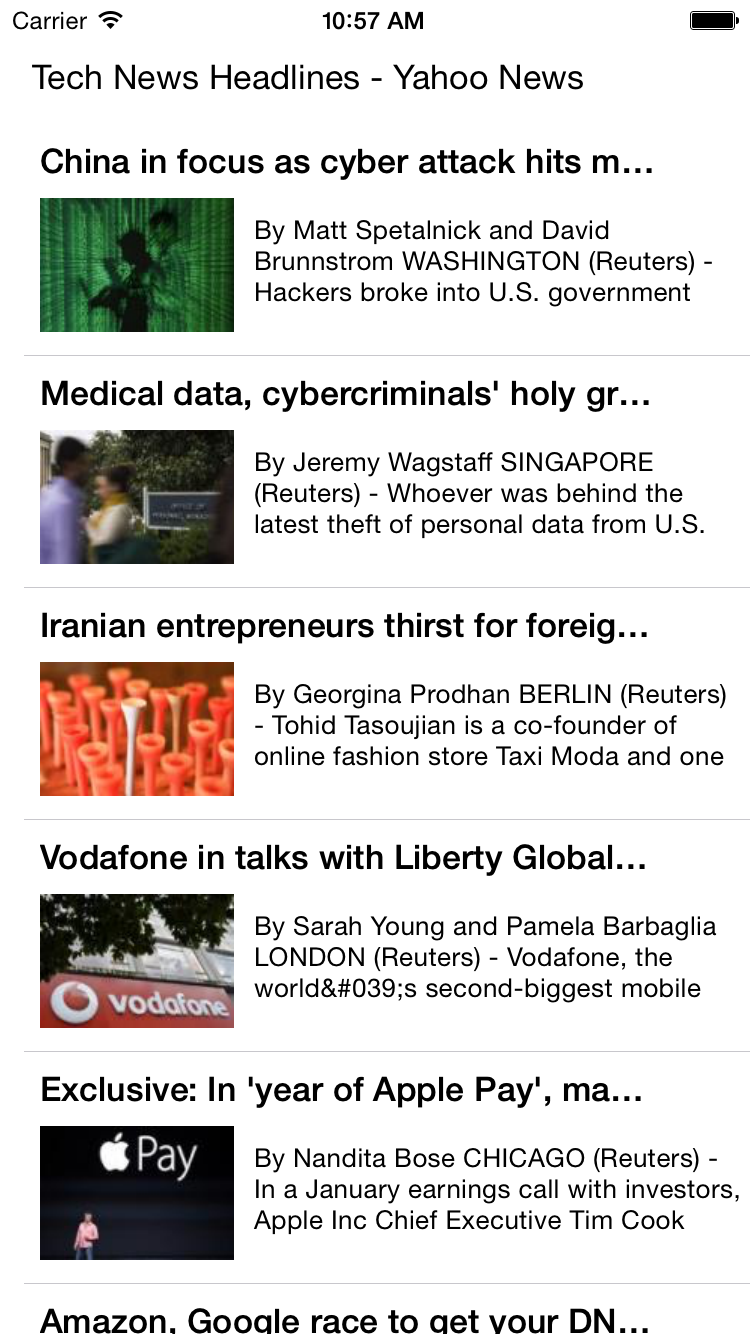 Carrier 10:57 AM
Tech News Headlines - Yahoo News
China in focus as cyber attack hits m...
By Matt Spetalnick and David
Brunnstrom WASHINGTON (Reuters) -
Hackers broke into U.S. government
Medical data, cybercriminals' holy gr...
OFFICE OF
By Jeremy Wagstaff SINGAPORE
(Reuters) - Whoever was behind the
latest theft of personal data from U.S.
Iranian entrepreneurs thirst for foreig...
By Georgina Prodhan BERLIN (Reuters)
- Tohid Tasoujian is a co-founder of
online fashion store Taxi Moda and one
Vodafone in talks with Liberty Global...
vodafone
By Sarah Young and Pamela Barbaglia
LONDON (Reuters) - Vodafone, the
world&#039;s second-biggest mobile
Exclusive: In 'year of Apple Pay', ma...
Pay
By Nandita Bose CHICAGO (Reuters) -
In a January earnings call with investors,
Apple Inc Chief Executive Tim Cook
Amazon, Google race to get your DN...